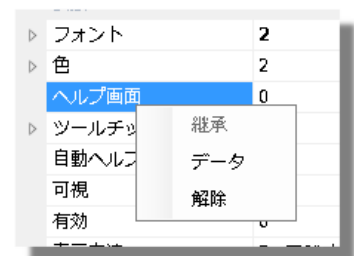 フォント 2
色 2
ヘルプ画面 0
ツールチッ
継承
自動ヘルプ
データ
可視
解除
有効